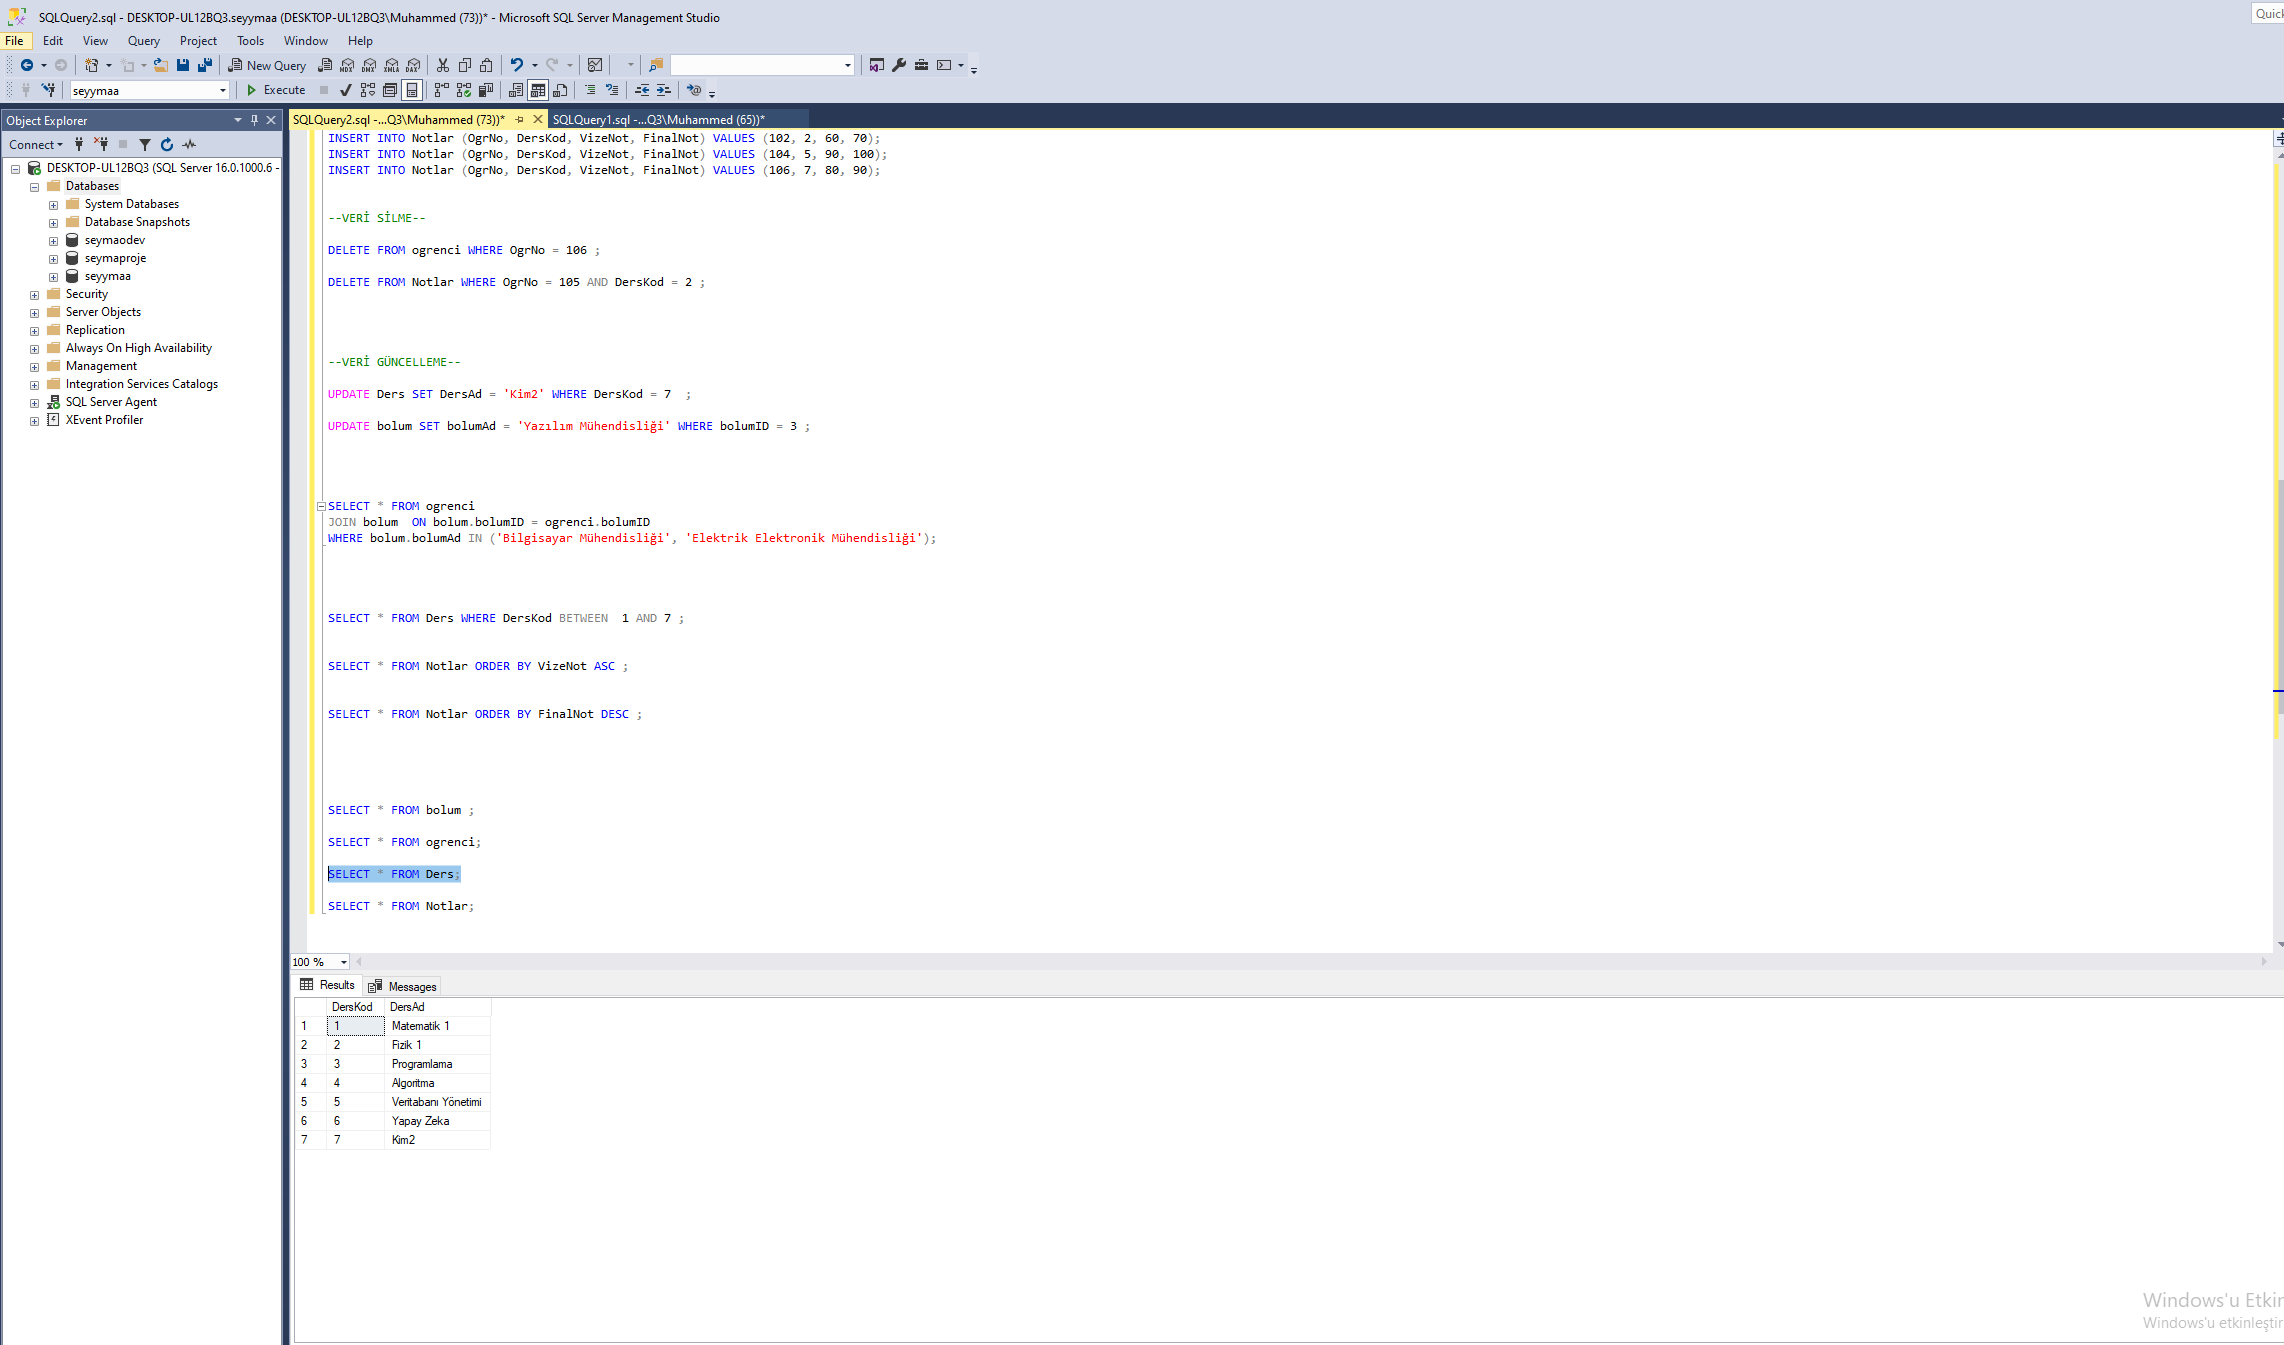 SQLQuery2.sql - DESKTOP-UL12BQ3.seyymaa (DESKTOP-UL12BQ3\Muhammed (73))* - Microsoft SQL Server Management Studio
File Edit View Query Project Tools Window Help
New Query
seyymaa Execute
Object Explorer
Connect
DESKTOP-UL12BQ3 (SQL Server 16.0.1000.6 -
Databases
System Databases
Database Snapshots
seymaodev
seymaproje
seyymaa
Security
Server Objects
Replication
Always On High Availability
Management
Integration Services Catalogs
SQL Server Agent
XEvent Profiler
SQLQuery2.sql -...Q3\Muhammed (73))* SQLQuery1.sql -...Q3\Muhammed (65))*
INSERT INTO Notlar (OgrNo, DersKod, VizeNot, FinalNot) VALUES (102, 2, 60, 70);
INSERT INTO Notlar (OgrNo, DersKod, VizeNot, FinalNot) VALUES (104, 5, 90, 100);
INSERT INTO Notlar (OgrNo, DersKod, VizeNot, FinalNot) VALUES (106, 7, 80, 90);
--VERİ SİLME--
DELETE FROM ogrenci WHERE OgrNo = 106 ;
DELETE FROM Notlar WHERE OgrNo = 105 AND DersKod = 2 ;
--VERİ GÜNCELLEME--
UPDATE Ders SET DersAd = 'Kim2' WHERE DersKod = 7  ;
UPDATE bolum SET bolumAd = 'Yazılım Mühendisliği' WHERE bolumID = 3 ;
SELECT * FROM ogrenci
JOIN bolum  ON bolum.bolumID = ogrenci.bolumID
WHERE bolum.bolumAd IN ('Bilgisayar Mühendisliği', 'Elektrik Elektronik Mühendisliği');
SELECT * FROM Ders WHERE DersKod BETWEEN  1 AND 7 ;
SELECT * FROM Notlar ORDER BY VizeNot ASC ;
SELECT * FROM Notlar ORDER BY FinalNot DESC ;
SELECT * FROM bolum ;
SELECT * FROM ogrenci;
SELECT * FROM Ders;
SELECT * FROM Notlar;
100 %
Results Messages
DersKod DersAd
1 1 Matematik 1
2 2 Fizik 1
3 3 Programlama
4 4 Algoritma
5 5 Veritabanı Yönetimi
6 6 Yapay Zeka
7 7 Kim2
Windows'u Etkin
Windows'u etkinleştir